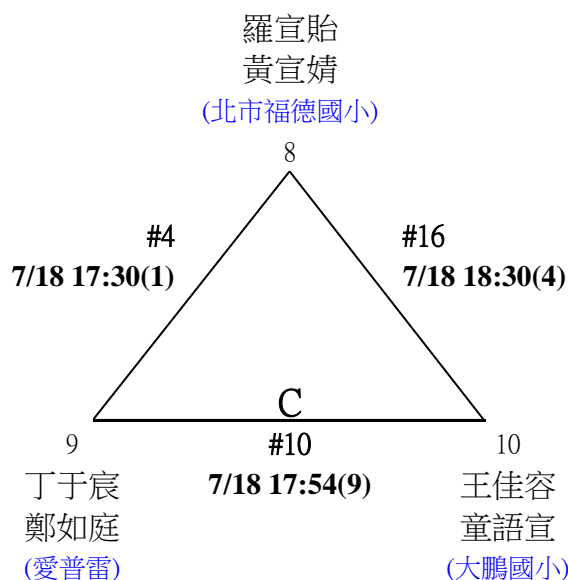 羅宣貽
黃宣婧
(北市福德國小)
8
#4
#16
7/18 17:30(1)
7/18 18:30(4)
C
9
#10
10
丁于宸
7/18 17:54(9)
王佳容
鄭如庭
童語宣
(愛普雷)
(大鵬國小)